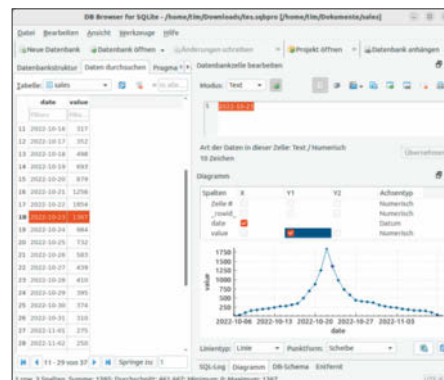 DB Browser for SQLite - /home/tim/Downloads/tes.sqbpro [/home/tim/Dokumente/sales]
Datei Bearbeiten Ansicht Werkzeuge Hilfe
Neue Datenbank Datenbank öffnen Änderungen schreiben Projekt öffnen Datenbank anhängen
Datenbankstruktur Daten durchsuchen Pragma
Datenbankzelle bearbeiten
Tabelle: sales
Modus: Text
date value
Filtern
1 2022-10-23
11 2022-10-16 317
12 2022-10-17 352
13 2022-10-18 498
14 2022-10-19 693
15 2022-10-20 879
16 2022-10-21 1258
17 2022-10-22 1854
18 2022-10-23 1367
19 2022-10-24 984
20 2022-10-25 732
21 2022-10-26 583
22 2022-10-27 439
23 2022-10-28 410
24 2022-10-29 395
25 2022-10-30 374
26 2022-10-31 310
27 2022-11-01 275
28 2022-11-02 250
Art der Daten in dieser Zelle: Text / Numerisch
10 Zeichen
Übernehmen
Diagramm
Spalten X Y1 Y2 Achsentyp
Zeile # Numerisch
_rowid_ Numerisch
date Datum
value Numerisch
value
1750
1500
1250
1000
750
500
250
2022-10-06 2022-10-13 2022-10-20 2022-10-27 2022-11-03
date
Linientyp: Linie Punktform: Scheibe
11 - 29 von 37 Springe zu: 1
SQL-Log Diagramm DB-Schema Entfernt